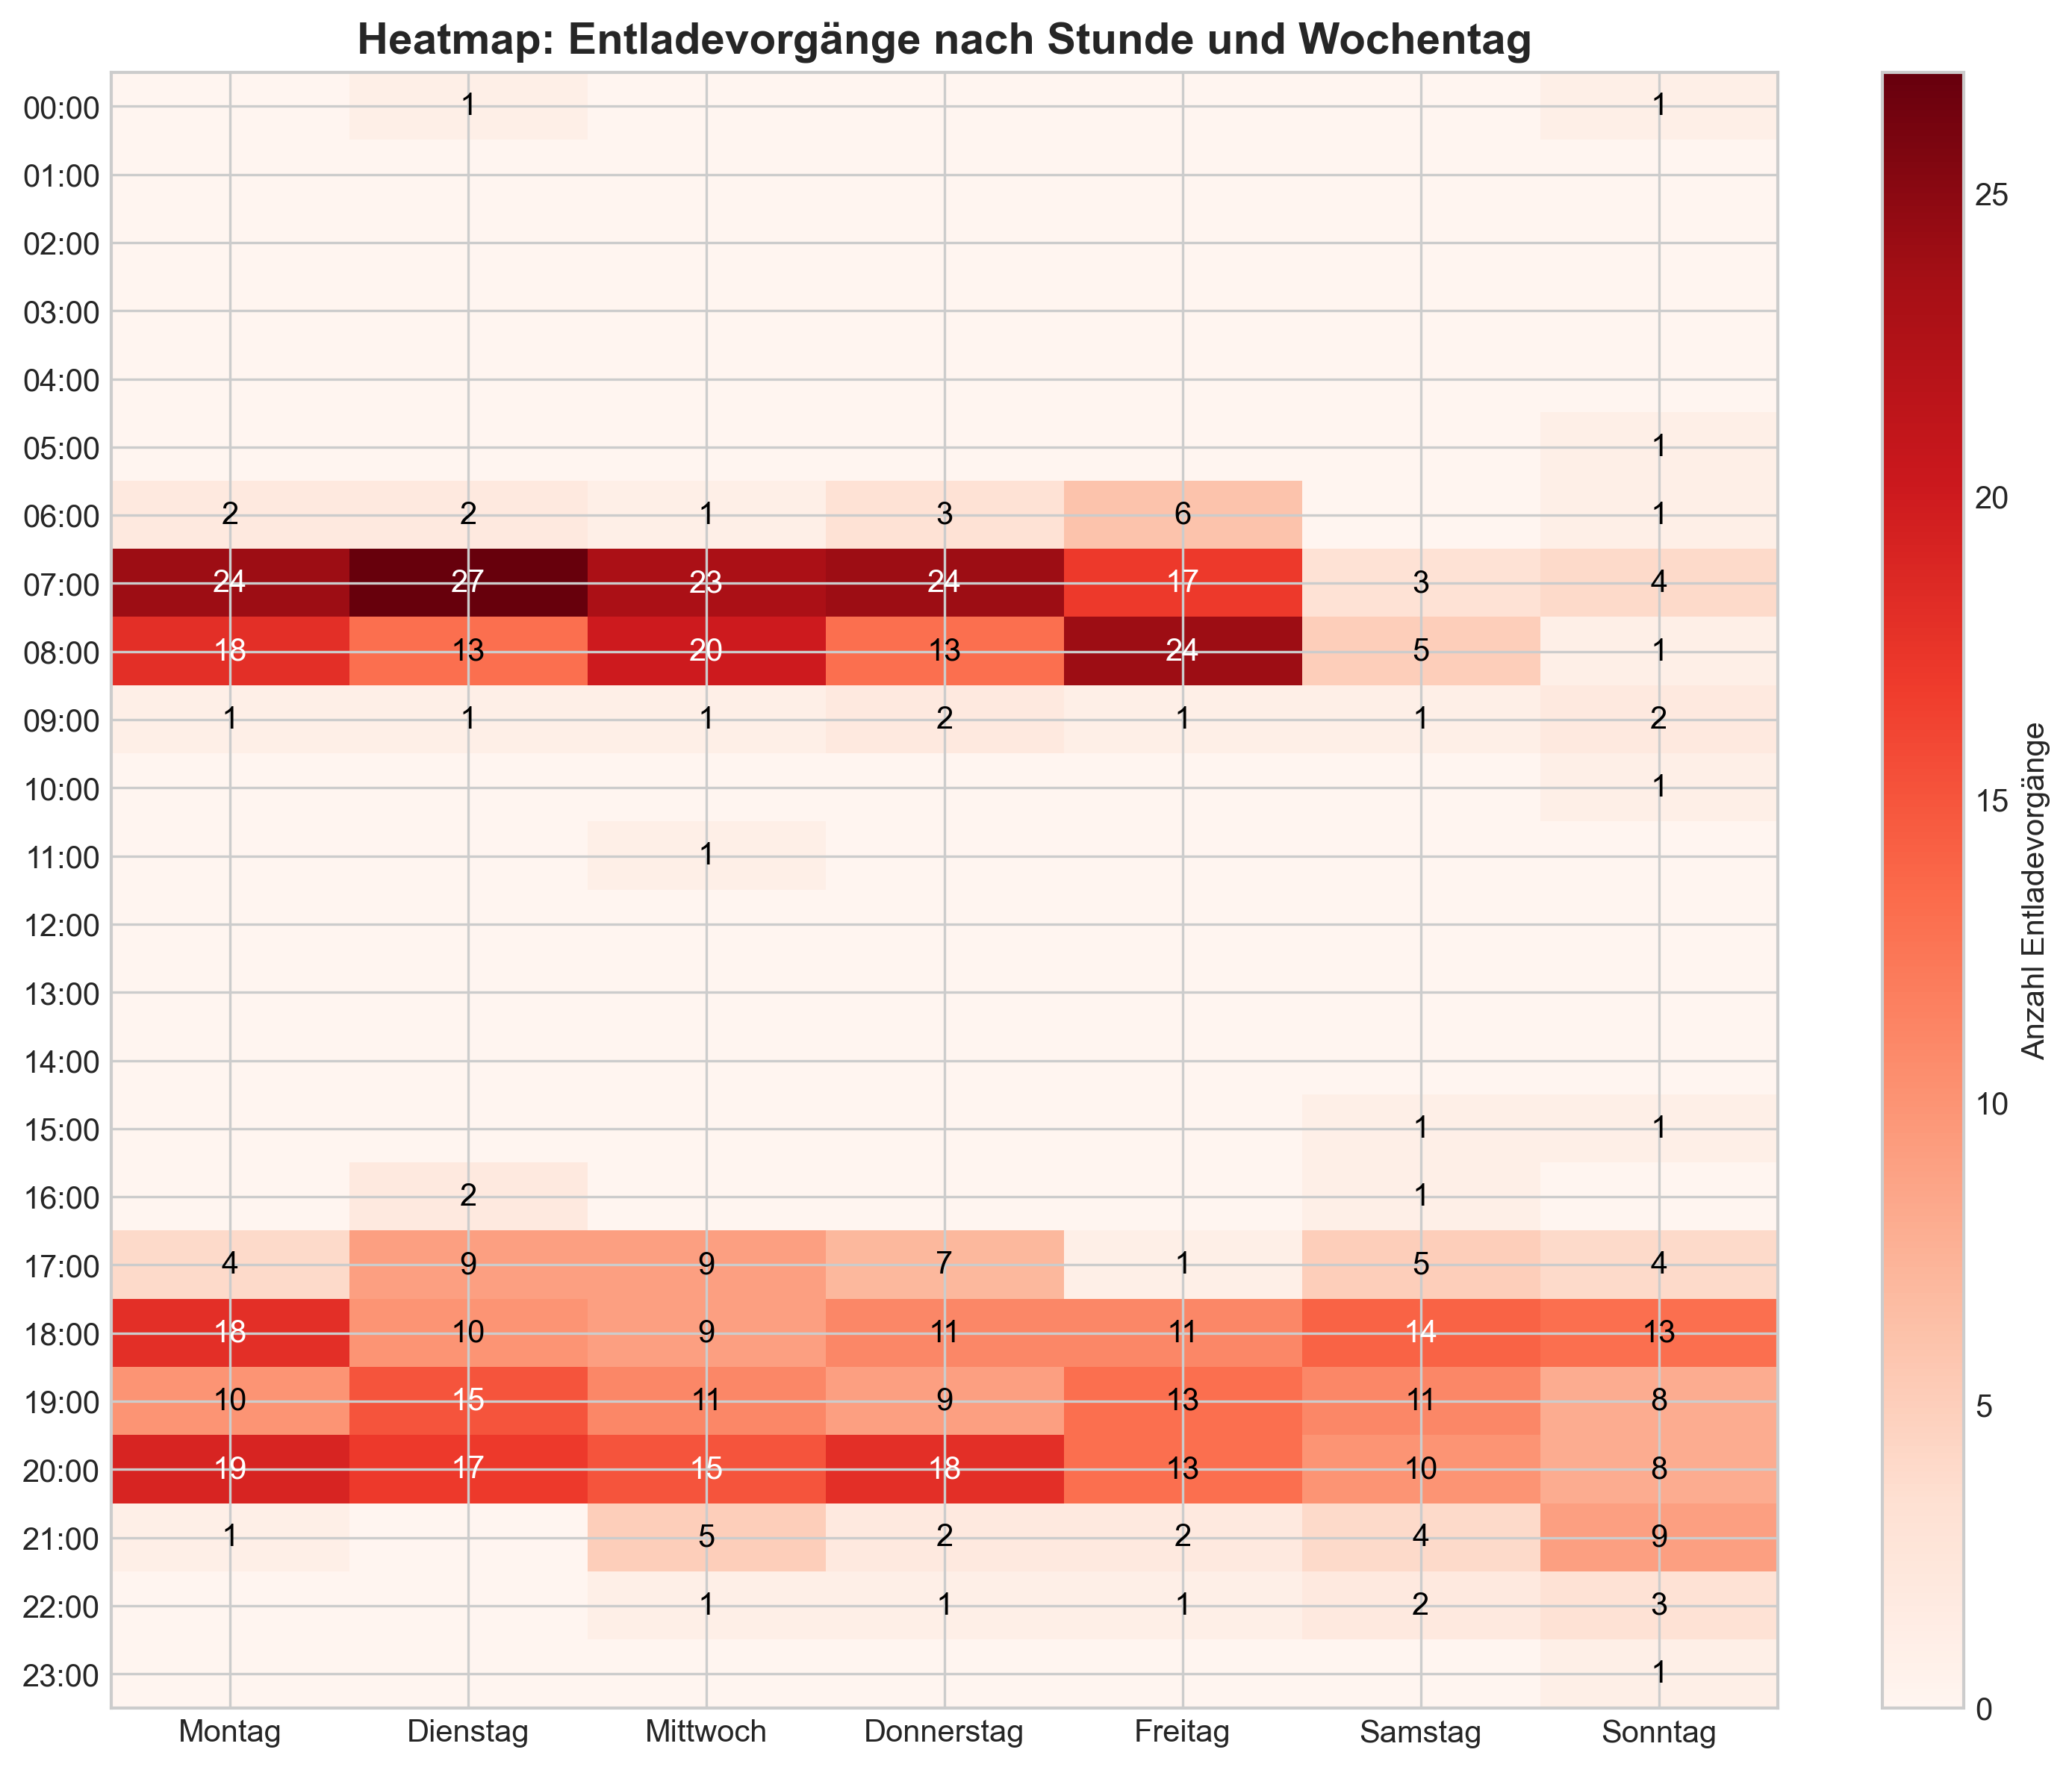 Heatmap: Entladevorgänge nach Stunde und Wochentag
00:00 1 1
01:00
02:00
03:00
04:00
05:00 1
06:00 2 2 1 3 6 1
07:00 24 27 23 24 17 3 4
08:00 18 13 20 13 24 5 1
09:00 1 1 1 2 1 1 2
10:00 1
11:00 1
12:00
13:00
14:00
15:00 1 1
16:00 2 1
17:00 4 9 9 7 1 5 4
18:00 18 10 9 11 11 14 13
19:00 10 15 11 9 13 11 8
20:00 19 17 15 18 13 10 8
21:00 1 5 2 2 4 9
22:00 1 1 1 2 3
23:00 1
Montag Dienstag Mittwoch Donnerstag Freitag Samstag Sonntag
25
20
15
10
5
0
Anzahl Entladevorgänge